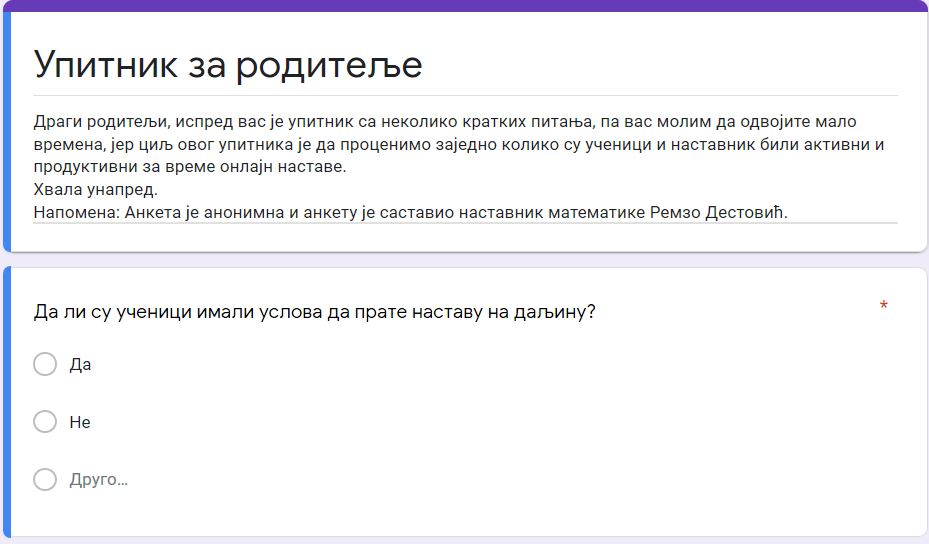 Упитник за родитеље
Драги родитељи, испред вас је упитник са неколико кратких питања, па вас молим да одвојите мало
времена, јер циљ овог упитника је да проценимо заједно колико су ученици и наставник били активни и
продуктивни за време онлајн наставе.
Хвала унапред.
Напомена: Анкета је анонимна и анкету је саставио наставник математике Ремзо Дестовић.
Да ли су ученици имали услова да прате наставу на даљину? *
Да
Не
Друго...